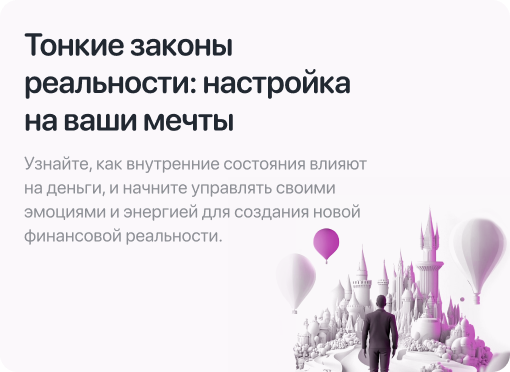 Тонкие законы
реальности: настройка
на ваши мечты
Узнайте, как внутренние состояния влияют
на деньги, и начните управлять своими
эмоциями и энергией для создания новой
финансовой реальности.